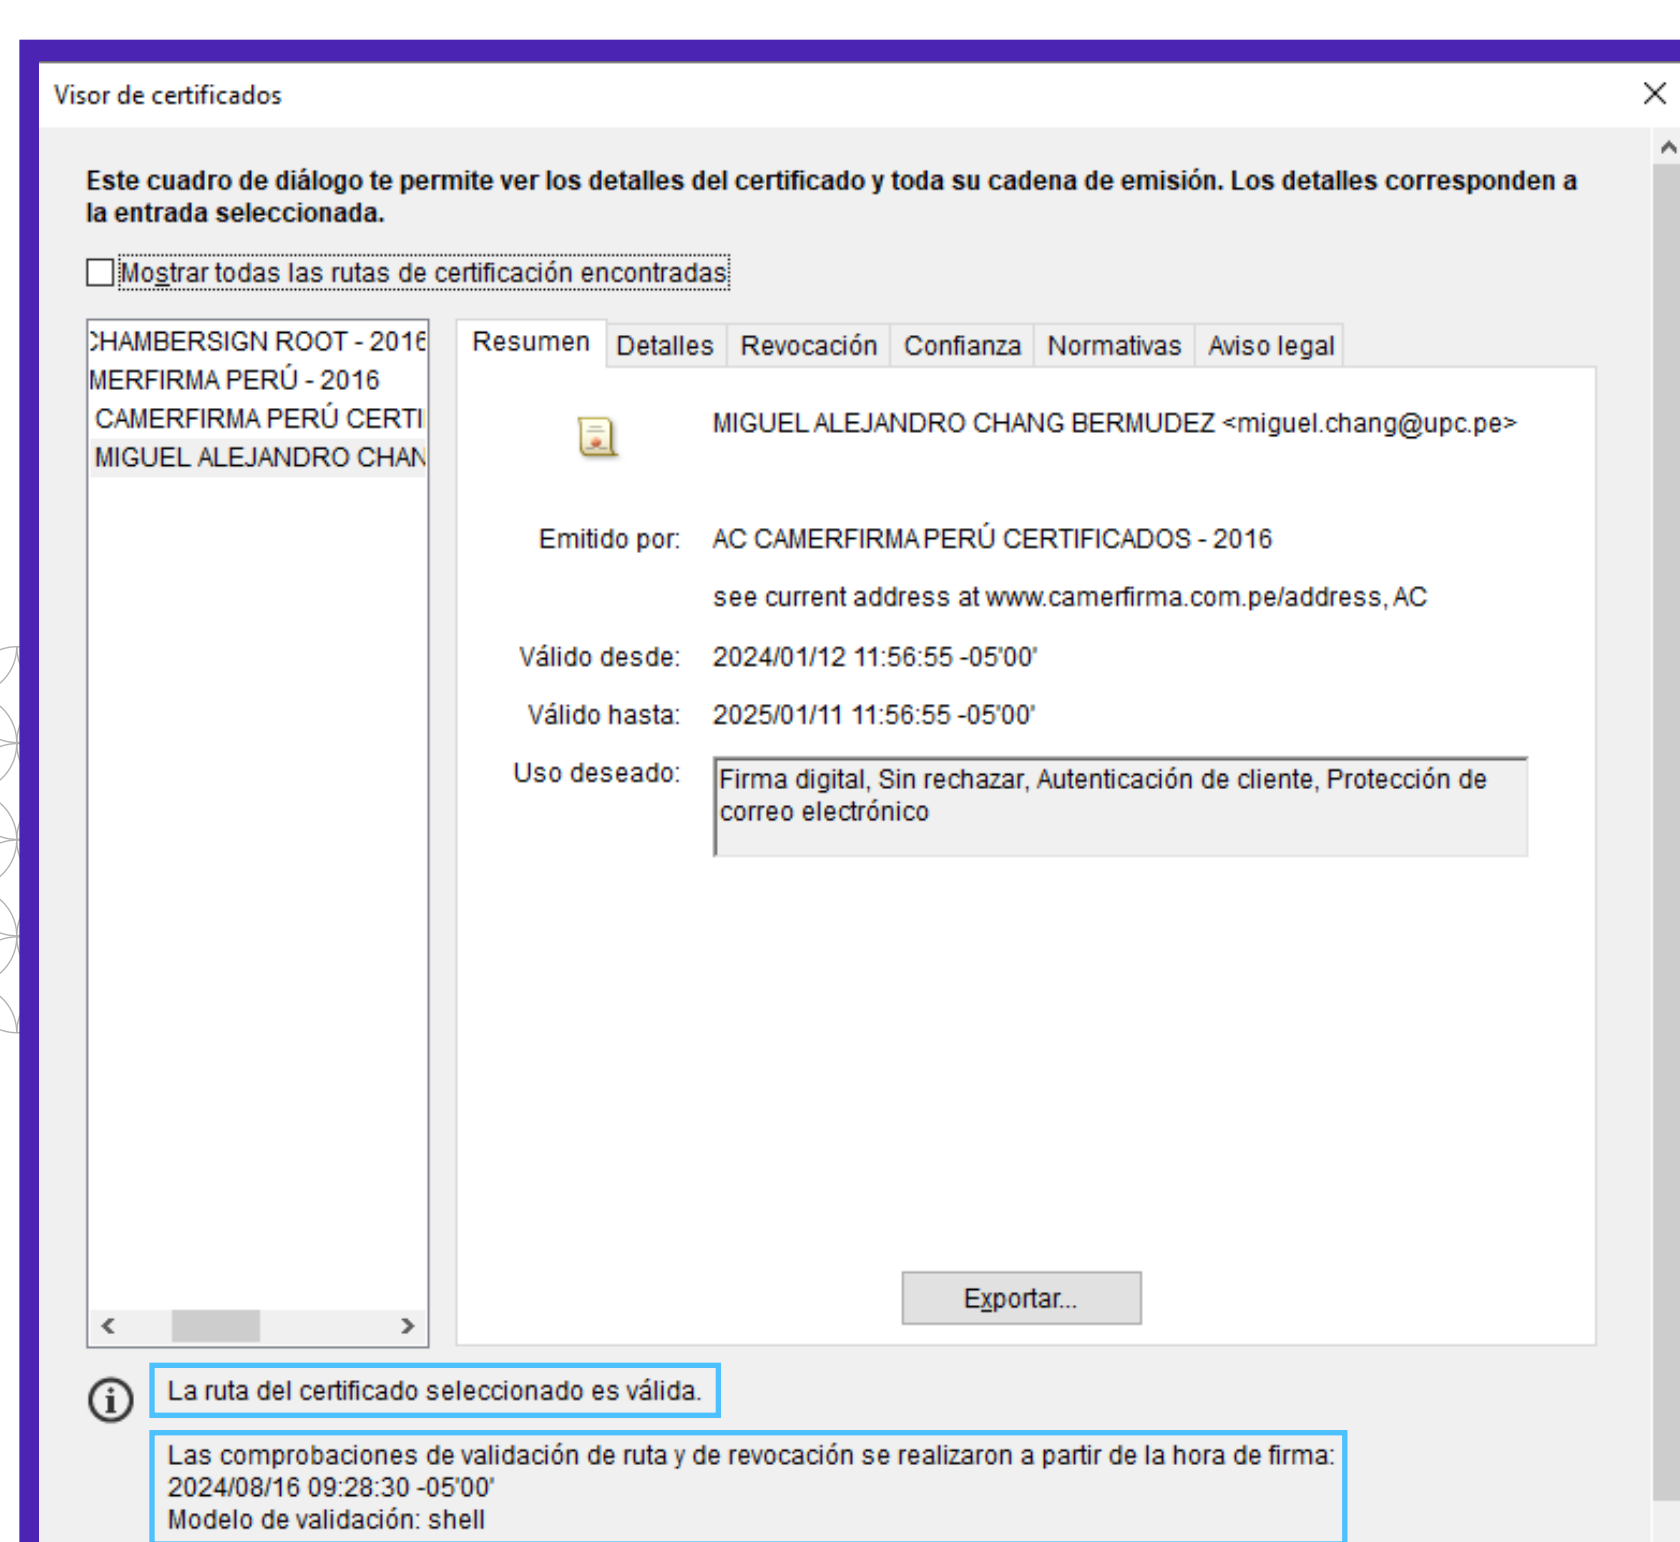 Visor de certificados
Este cuadro de diálogo te permite ver los detalles del certificado y toda su cadena de emisión. Los detalles corresponden a
la entrada seleccionada.
Mostrar todas las rutas de certificación encontradas
CHAMBERSIGN ROOT - 2016
MERFIRMA PERÚ - 2016
CAMERFIRMA PERÚ CERTI
MIGUEL ALEJANDRO CHAN
Resumen Detalles Revocación Confianza Normativas Aviso legal
MIGUEL ALEJANDRO CHANG BERMUDEZ <miguel.chang@upc.pe>
Emitido por: AC CAMERFIRMA PERÚ CERTIFICADOS - 2016
see current address at www.camerfirma.com.pe/address, AC
Válido desde: 2024/01/12 11:56:55 -05'00'
Válido hasta: 2025/01/11 11:56:55 -05'00'
Uso deseado: Firma digital, Sin rechazar, Autenticación de cliente, Protección de
correo electrónico
Exportar...
La ruta del certificado seleccionado es válida.
Las comprobaciones de validación de ruta y de revocación se realizaron a partir de la hora de firma:
2024/08/16 09:28:30 -05'00'
Modelo de validación: shell